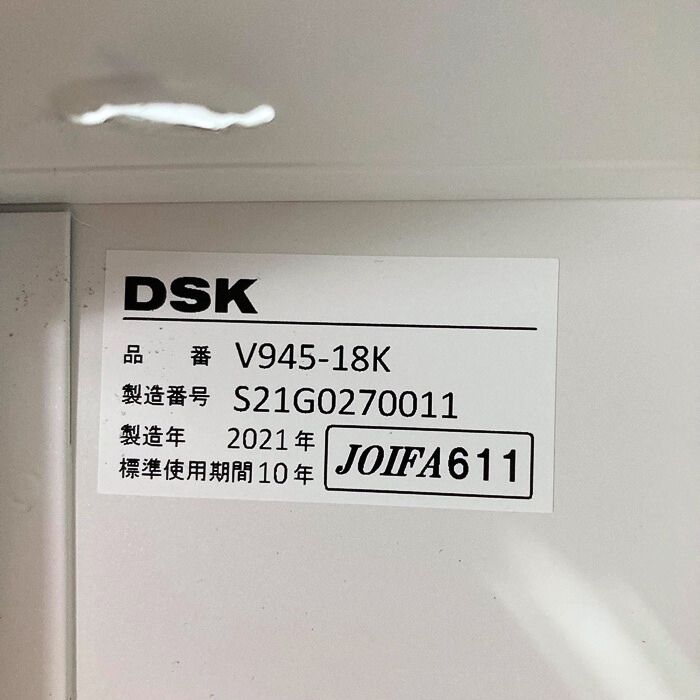 DSK
品 番 V945-18K
製造番号 S21G0270011
製造年 2021年
標準使用期間10年
JOIFA611